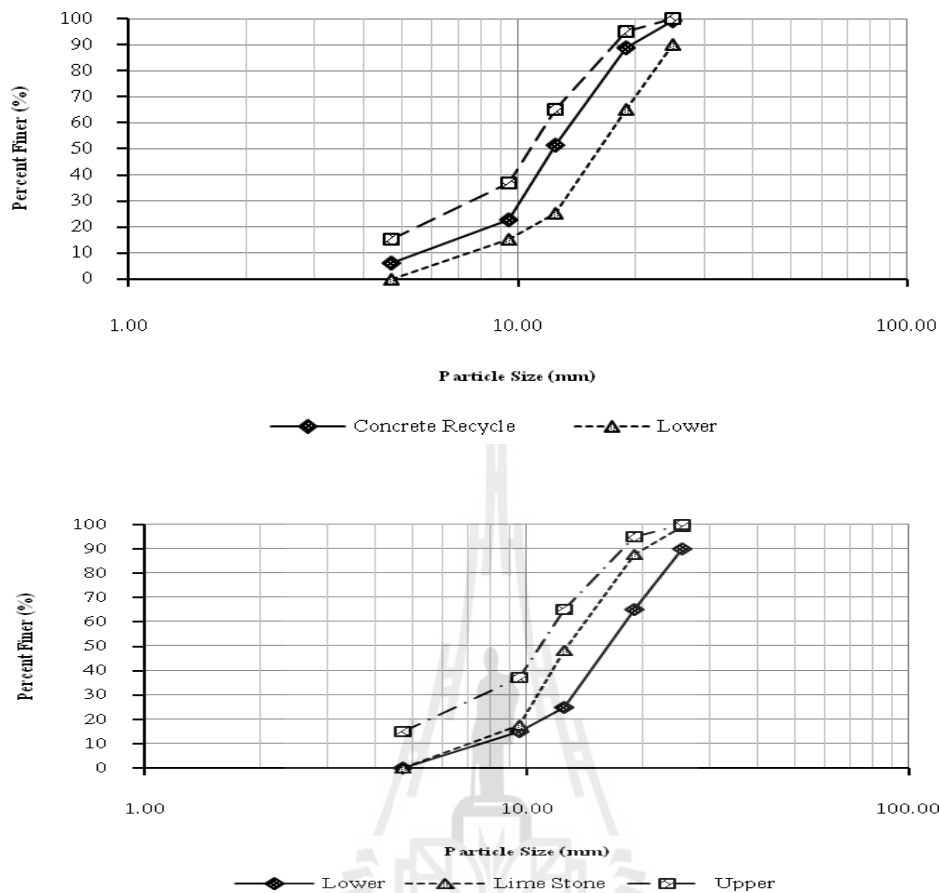 100
90
80
70
60
50
40
30
20
10
0
Percent Finer (%)
1.00 10.00 100.00
Particle Size (mm)
Concrete Recycle Lower
100
90
80
70
60
50
40
30
20
10
0
Percent Finer (%)
1.00 10.00 100.00
Particle Size (mm)
Lower Lime Stone Upper